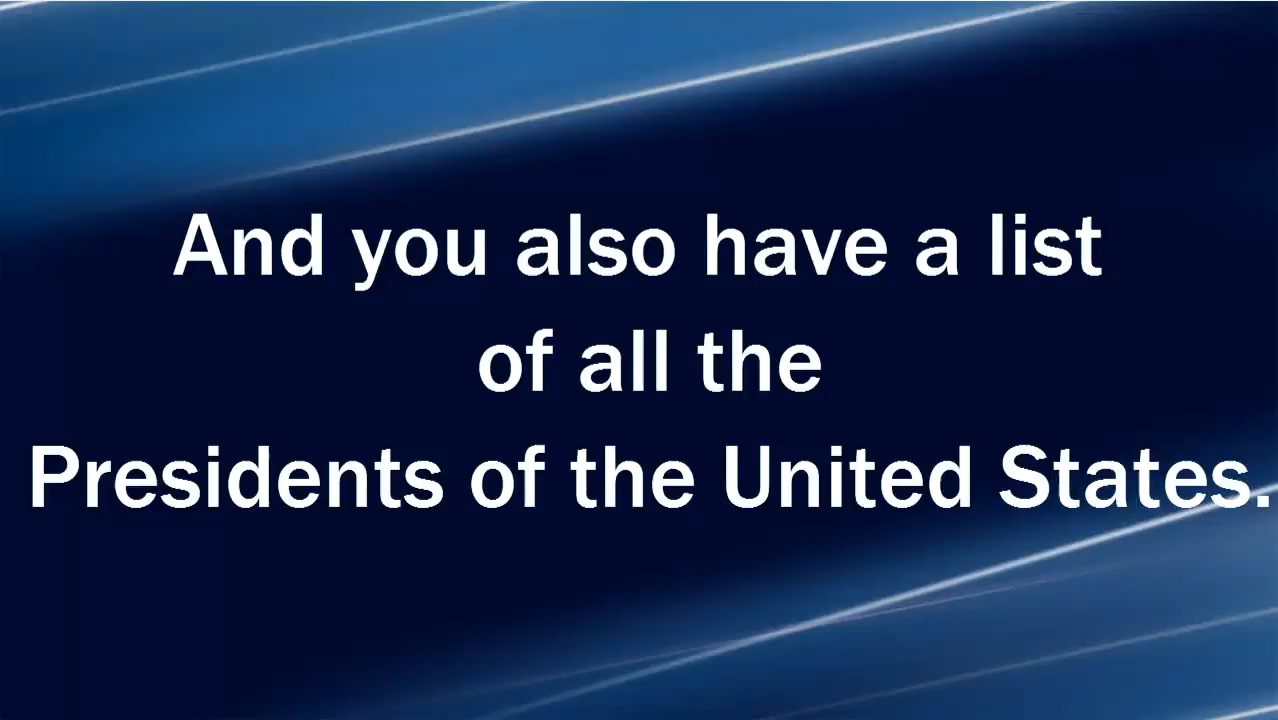 And you also have a list
of all the
Presidents of the United States.